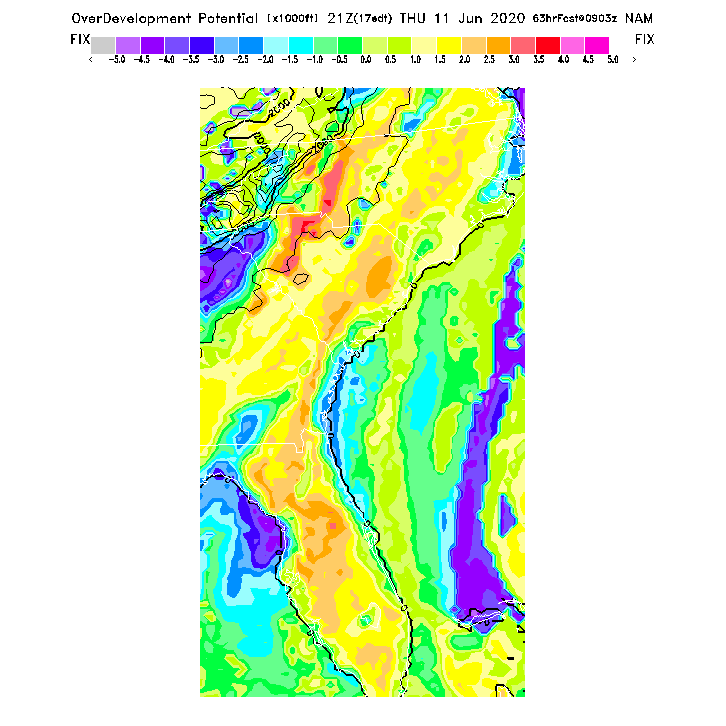 OverDevelopment Potential [x1000ft] 21Z(17edt) THU 11 Jun 2020 63hrFcst@0903z NAM
FIX FIX
< -5.0 -4.5 -4.0 -3.5 -3.0 -2.5 -2.0 -1.5 -1.0 -0.5 0.0 0.5 1.0 1.5 2.0 2.5 3.0 3.5 4.0 4.5 5.0 >
2000